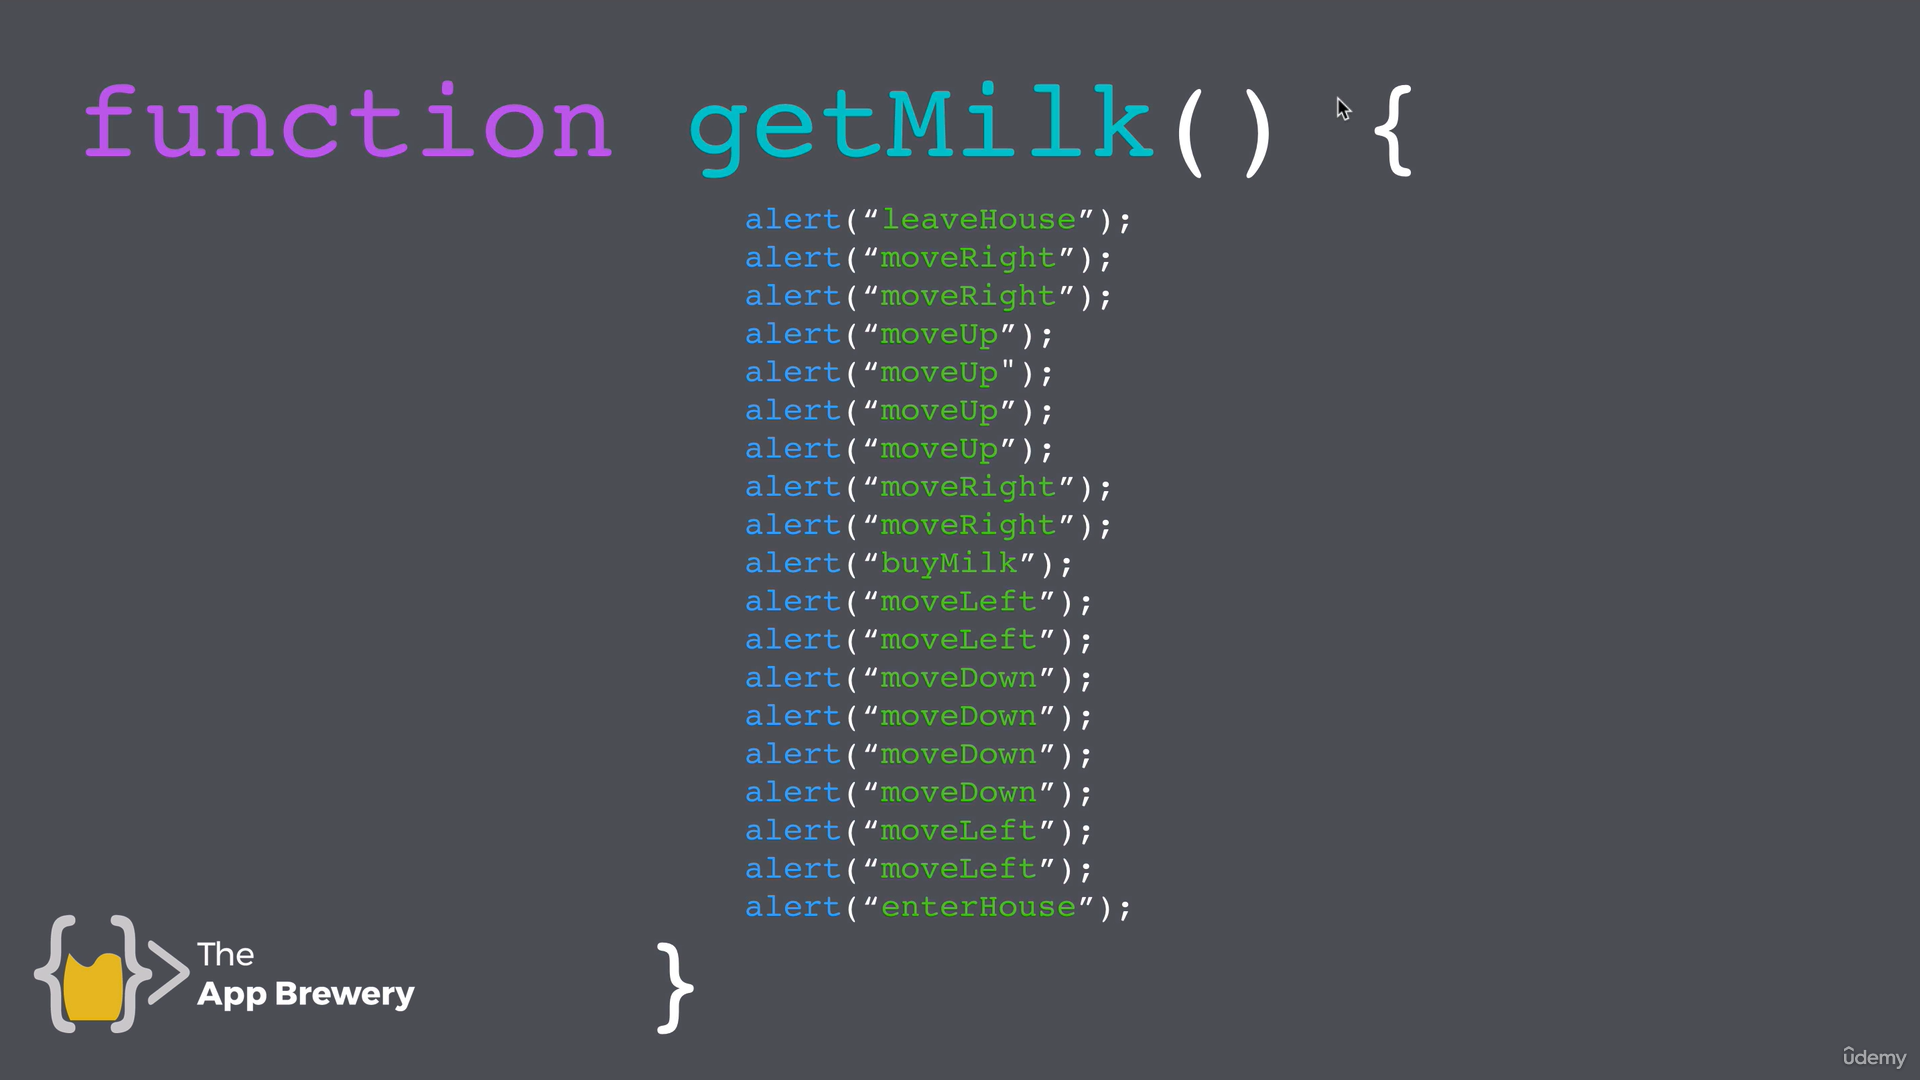 function getMilk() {
alert(“leaveHouse”);
alert(“moveRight”);
alert(“moveRight”);
alert(“moveUp”);
alert(“moveUp");
alert(“moveUp”);
alert(“moveUp”);
alert(“moveRight”);
alert(“moveRight”);
alert(“buyMilk”);
alert(“moveLeft”);
alert(“moveLeft”);
alert(“moveDown”);
alert(“moveDown”);
alert(“moveDown”);
alert(“moveDown”);
alert(“moveLeft”);
alert(“moveLeft”);
alert(“enterHouse”);
}
The
App Brewery
ûdemy